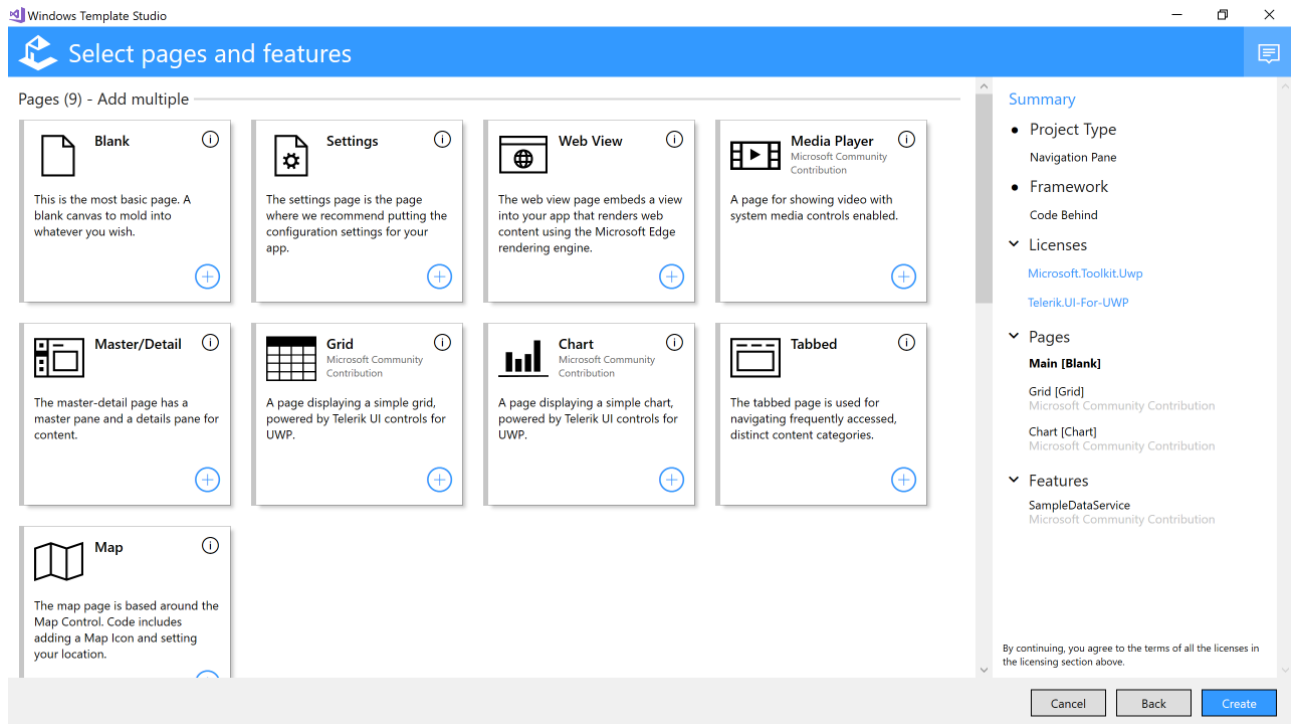 Windows Template Studio
Select pages and features
Pages (9) - Add multiple
Blank
This is the most basic page. A
blank canvas to mold into
whatever you wish.
Settings
The settings page is the page
where we recommend putting the
configuration settings for your
app.
Web View
The web view page embeds a view
into your app that renders web
content using the Microsoft Edge
rendering engine.
Media Player
Microsoft Community
Contribution
A page for showing video with
system media controls enabled.
Master/Detail
The master-detail page has a
master pane and a details pane for
content.
Grid
Microsoft Community
Contribution
A page displaying a simple grid,
powered by Telerik UI controls for
UWP.
Chart
Microsoft Community
Contribution
A page displaying a simple chart,
powered by Telerik UI controls for
UWP.
Tabbed
The tabbed page is used for
navigating frequently accessed,
distinct content categories.
Map
The map page is based around the
Map Control. Code includes
adding a Map Icon and setting
your location.
Summary
Project Type
Navigation Pane
Framework
Code Behind
Licenses
Microsoft.Toolkit.Uwp
Telerik.UI-For-UWP
Pages
Main [Blank]
Grid [Grid]
Microsoft Community Contribution
Chart [Chart]
Microsoft Community Contribution
Features
SampleDataService
Microsoft Community Contribution
By continuing, you agree to the terms of all the licenses in
the licensing section above.
Cancel
Back
Create